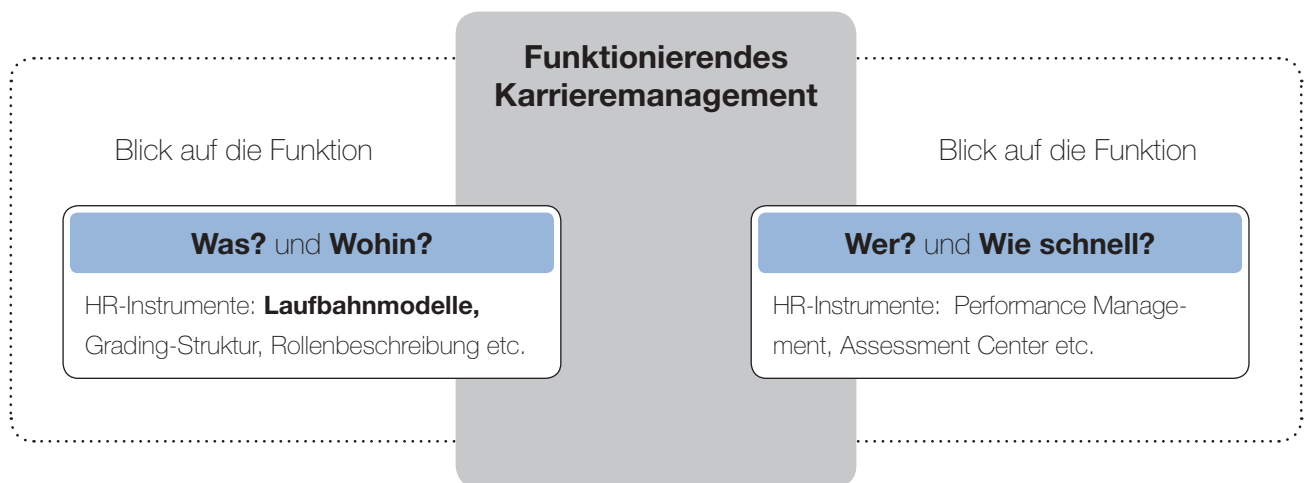 Funktionierendes
Karrieremanagement
Blick auf die Funktion
Was? und Wohin?
HR-Instrumente: Laufbahnmodelle,
Grading-Struktur, Rollenbeschreibung etc.
Blick auf die Funktion
Wer? und Wie schnell?
HR-Instrumente: Performance Manage-
ment, Assessment Center etc.